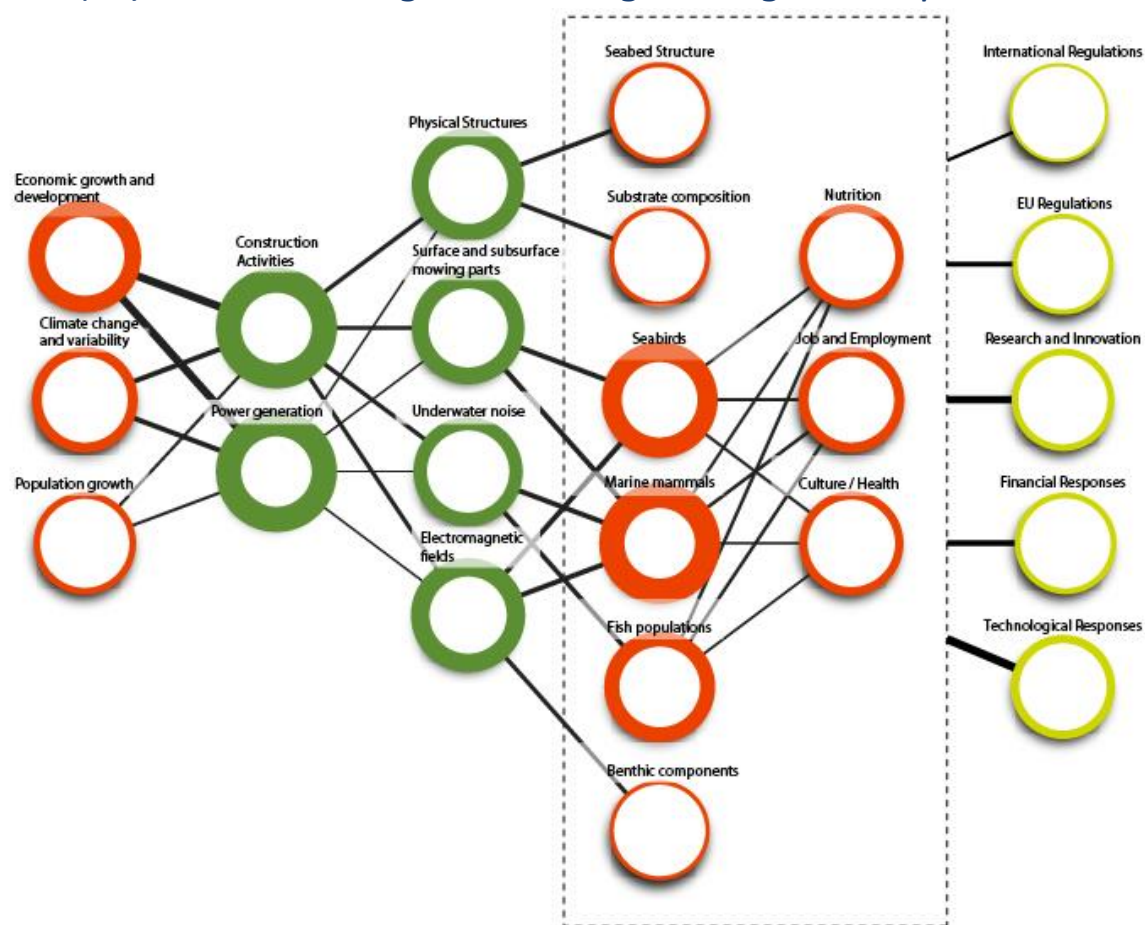 Economic growth and
development
Climate change
and variability
Population growth
Construction
Activities
Power generation
Physical Structures
Surface and subsurface
mowing parts
Underwater noise
Electromagnetic
fields
Seabed Structure
Substrate composition
Seabirds
Marine mammals
Fish populations
Benthic components
Nutrition
Job and Employment
Culture / Health
International Regulations
EU Regulations
Research and Innovation
Financial Responses
Technological Responses